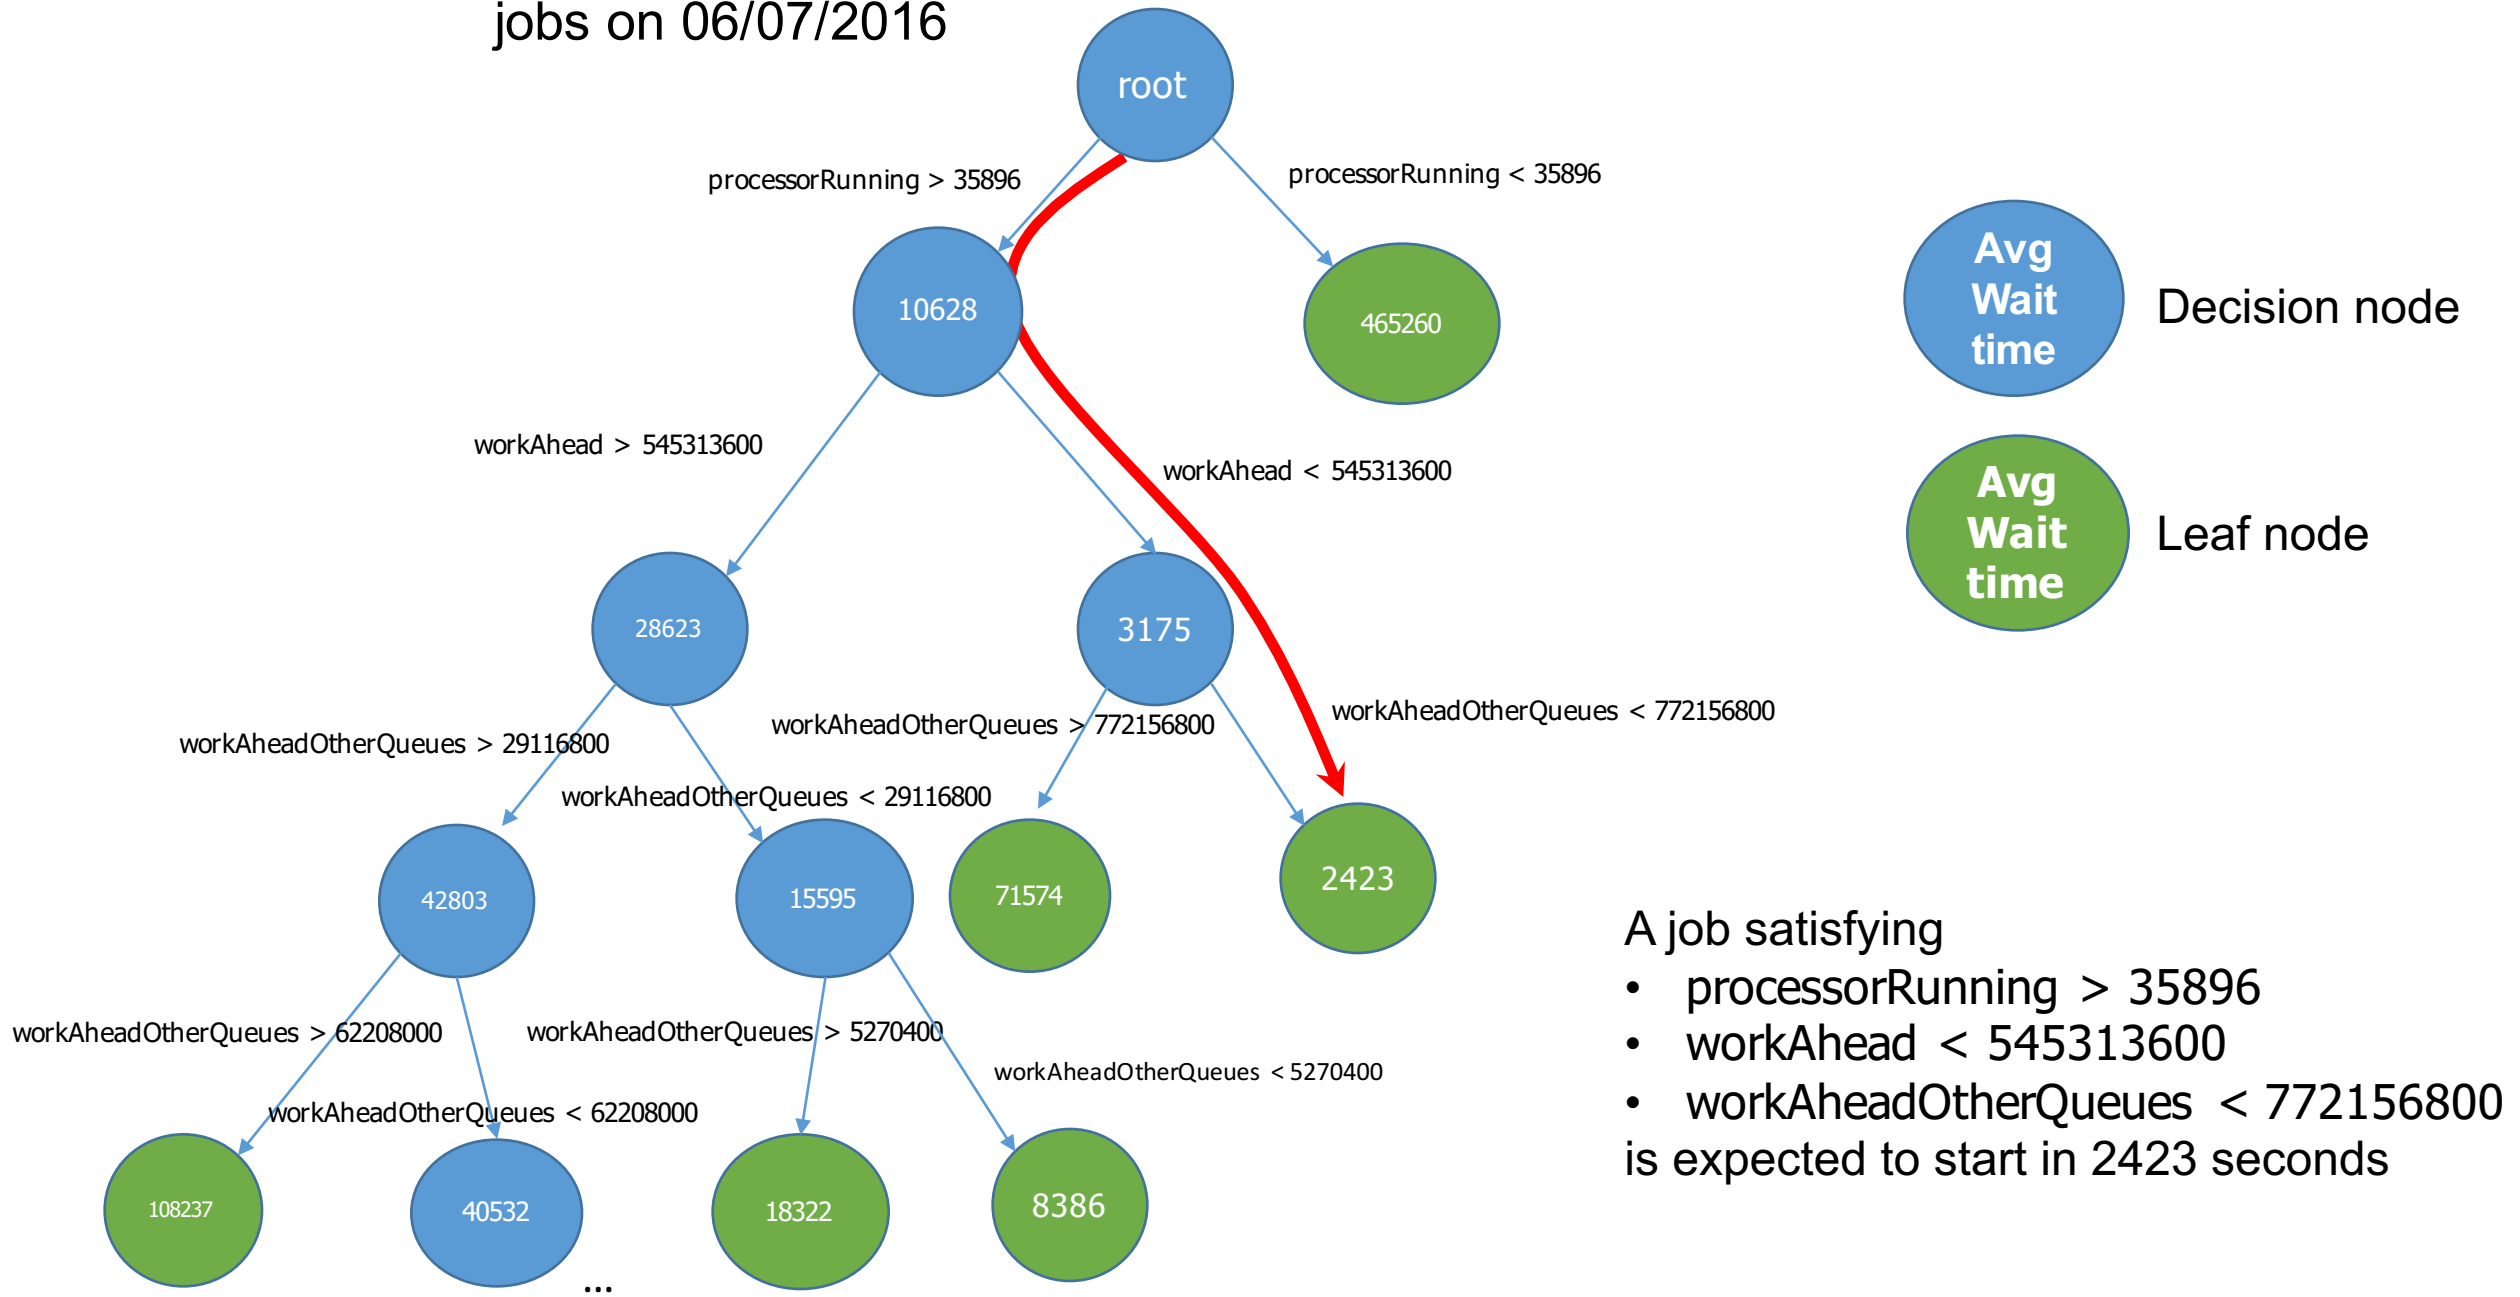 jobs on 06/07/2016
root
processorRunning > 35896
processorRunning < 35896
10628
465260
workAhead > 545313600
workAhead < 545313600
28623
3175
workAheadOtherQueues > 29116800
workAheadOtherQueues < 29116800
workAheadOtherQueues > 772156800
workAheadOtherQueues < 772156800
42803
15595
71574
2423
workAheadOtherQueues > 62208000
workAheadOtherQueues < 62208000
workAheadOtherQueues > 5270400
workAheadOtherQueues < 5270400
108237
40532
18322
8386
...
Avg
Wait
time
Decision node
Avg
Wait
time
Leaf node
A job satisfying
• processorRunning > 35896
• workAhead < 545313600
• workAheadOtherQueues < 772156800
is expected to start in 2423 seconds